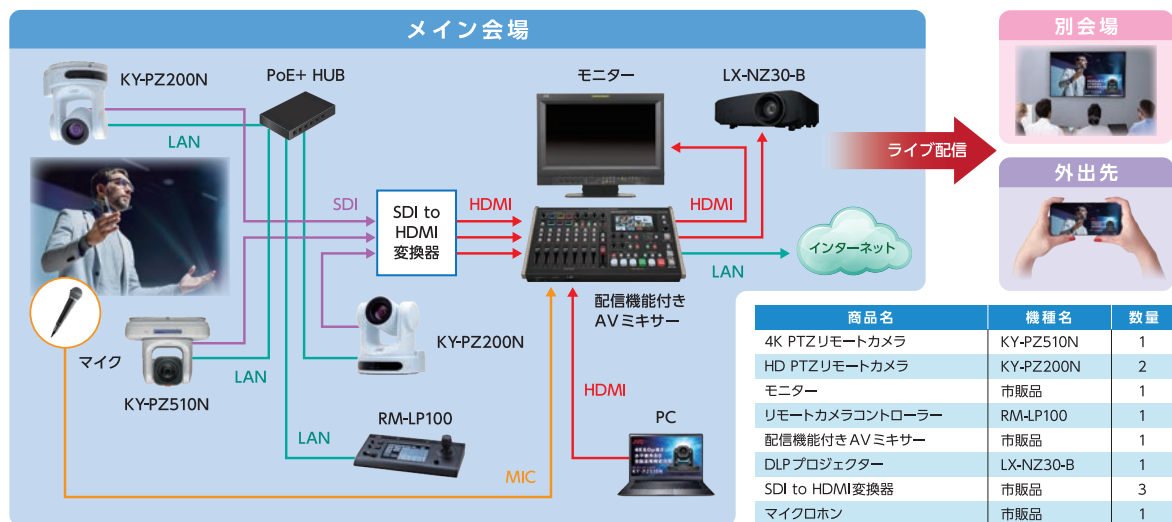 メイン会場
別会場
KY-PZ200N
PoE+ HUB
モニター
LX-NZ30-B
LAN
ライブ配信
外出先
SDI
SDI to
HDMI
変換器
HDMI
HDMI
インターネット
LAN
配信機能付き
AVミキサー
マイク
KY-PZ200N
LAN
KY-PZ510N
HDMI
RM-LP100
PC
LAN
MIC
商品名 機種名 数量
4K PTZリモートカメラ KY-PZ510N 1
HD PTZリモートカメラ KY-PZ200N 2
モニター 市販品 1
リモートカメラコントローラー RM-LP100 1
配信機能付きAVミキサー 市販品 1
DLPプロジェクター LX-NZ30-B 1
SDI to HDMI変換器 市販品 3
マイクロホン 市販品 1